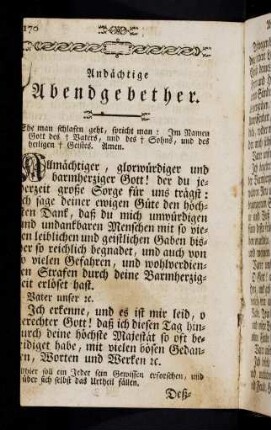 170
Andächtige
Abendgebether.
Ehe man schlafen geht, spricht man: Im Namen
Gott des † Vaters, und des † Sohns, und des
heiligen † Geistes. Amen.
Allmächtiger, glorwürdiger und
barmherziger Gott! der du je-
derzeit große Sorge für uns trägst:
ich sage deiner ewigen Güte den höch-
sten Dank, daß du mich unwürdigen
und undankbaren Menschen mit so vie-
len leiblichen und geistlichen Gaben bis-
her so reichlich begnadet, und auch von
so vielen Gefahren, und wohlverdien-
ten Strafen durch deine Barmherzig-
keit erlöset hast.
Vater unser ꝛc.
Ich erkenne, und es ist mir leid, o
gerechter Gott! daß ich diesen Tag hin-
durch deine höchste Majestät so oft be-
leidiget habe, mit vielen bösen Gedan-
ken, Worten und Werken ꝛc.
Hier soll ein Jeder sein Gewissen erforschen, und
über sich selbst das Urtheil fällen.
Deß-